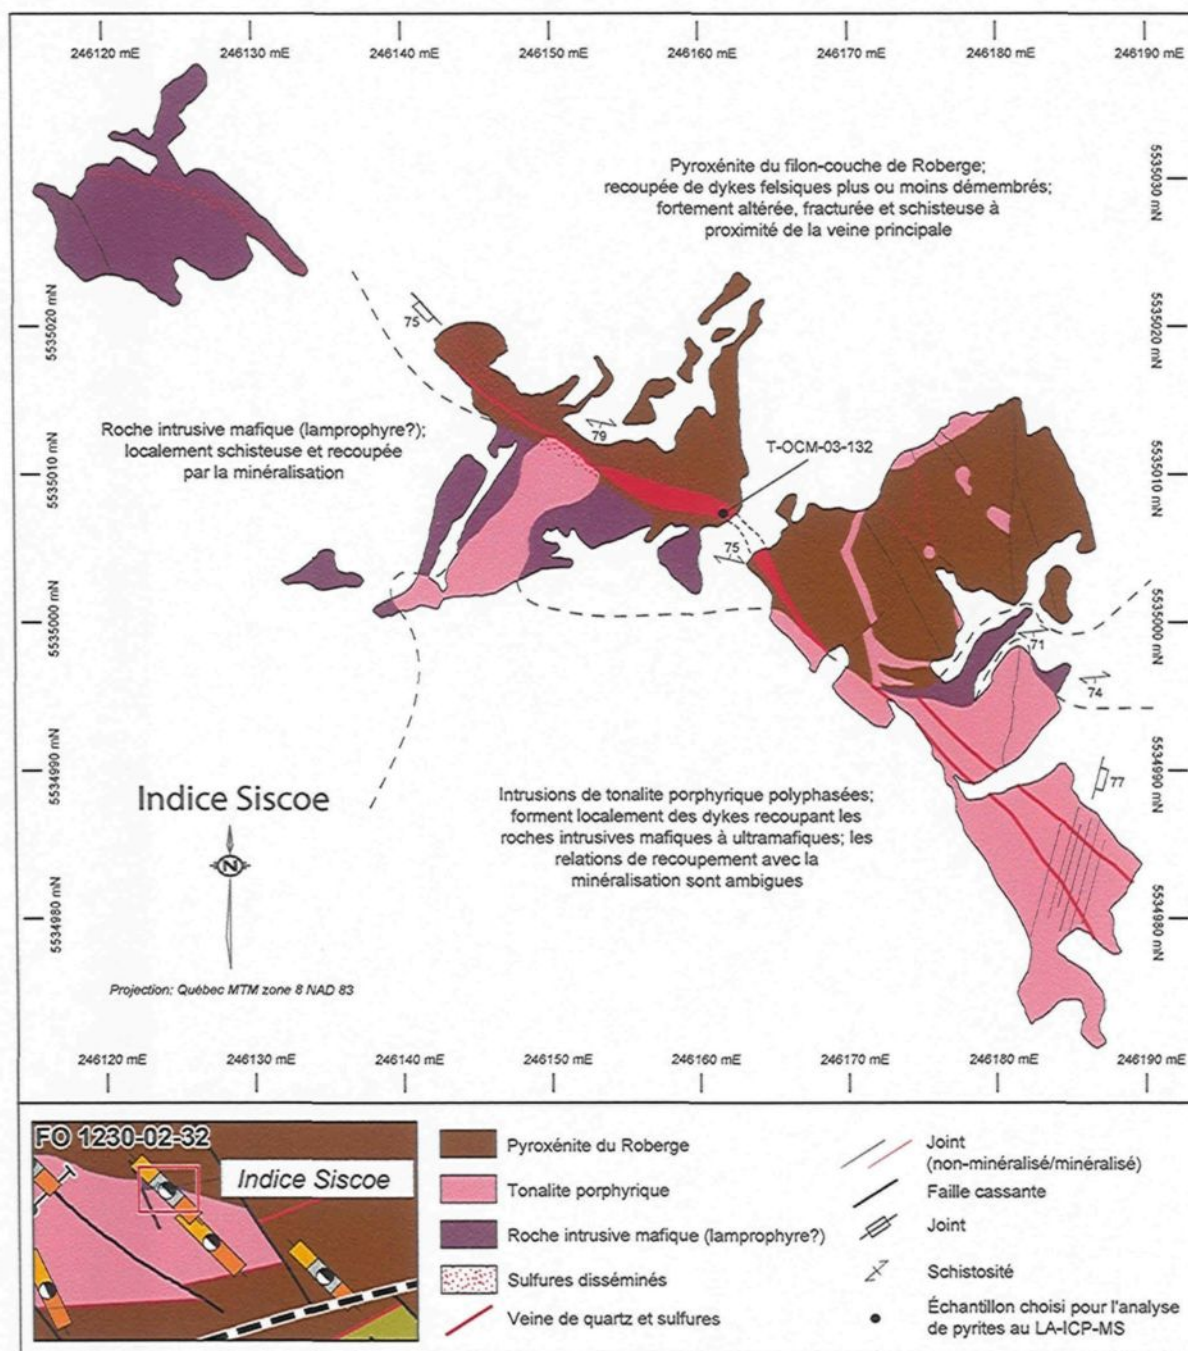 246120 mE 246130 mE 246140 mE 246150 mE 246160 mE 246170 mE 246180 mE 246190 mE
5535030 mN
Pyroxénite du filon-couche de Roberge;
recoupée de dykes felsiques plus ou moins démembrés;
fortement altérée, fracturée et schisteuse à
proximité de la veine principale
5535020 mN
5535020 mN
75
Roche intrusive mafique (lamprophyre?);
localement schisteuse et recoupée
par la minéralisation
79
T-OCM-03-132
5535010 mN
5535010 mN
75
5535000 mN
5535000 mN
71
74
5534990 mN
5534990 mN
77
Indice Siscoe
N
Intrusions de tonalite porphyrique polyphasées;
forment localement des dykes recoupant les
roches intrusives mafiques à ultramafiques; les
relations de recoupement avec la
minéralisation sont ambigues
5534980 mN
5534980 mN
Projection: Québec MTM zone 8 NAD 83
246120 mE 246130 mE 246140 mE 246150 mE 246160 mE 246170 mE 246180 mE 246190 mE
FO 1230-02-32
Indice Siscoe
Pyroxénite du Roberge
Tonalite porphyrique
Roche intrusive mafique (lamprophyre?)
Sulfures disséminés
Veine de quartz et sulfures
Joint
(non-minéralisé/minéralisé)
Faille cassante
Joint
Schistosité
Échantillon choisi pour l'analyse
de pyrites au LA-ICP-MS